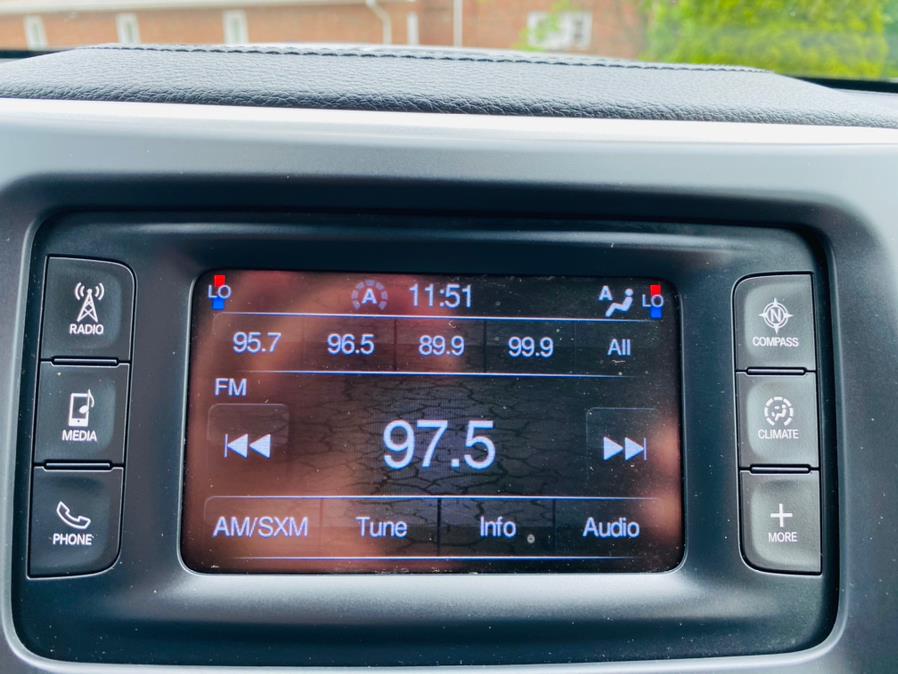 LO A 11:51 A LO
95.7 96.5 89.9 99.9 All
FM
97.5
AM/SXM Tune Info Audio
RADIO
MEDIA
PHONE
N
COMPASS
CLIMATE
MORE